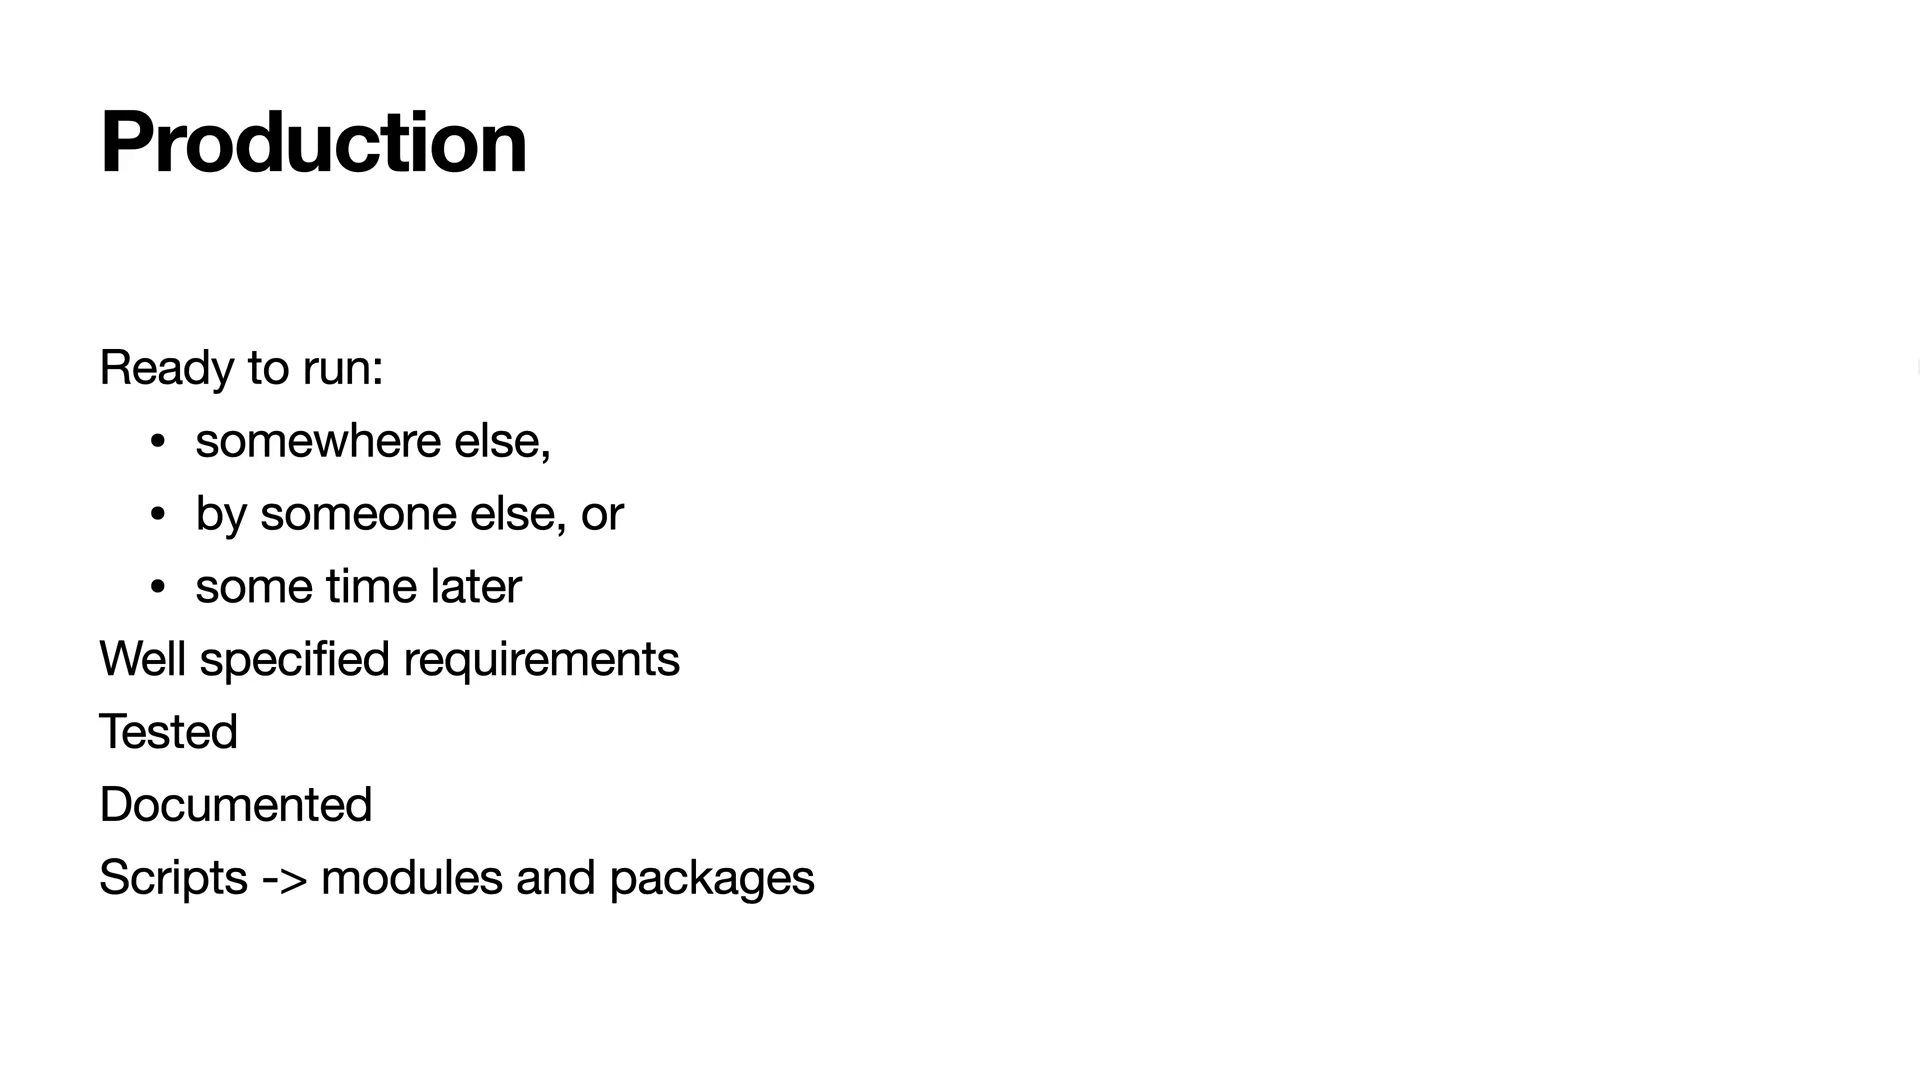 Production
Ready to run:
• somewhere else,
• by someone else, or
• some time later
Well specified requirements
Tested
Documented
Scripts -> modules and packages